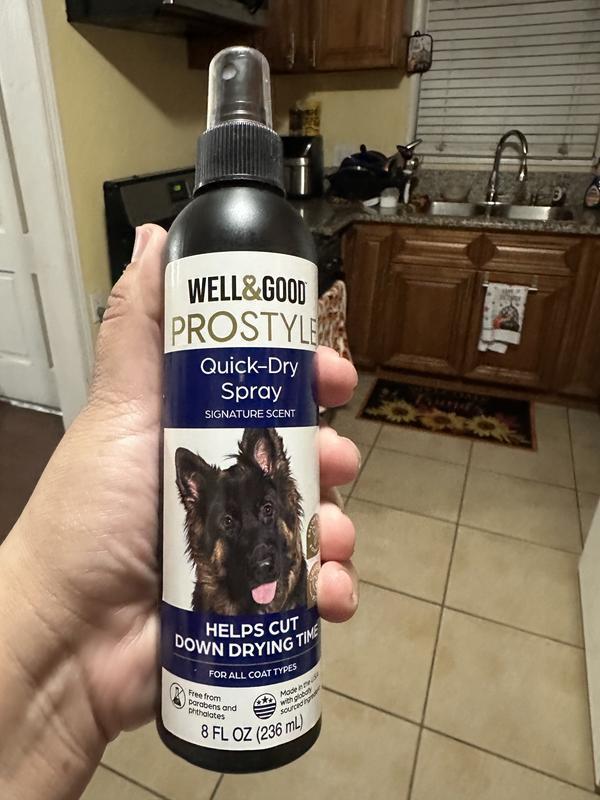 WELL&GOOD
PROSTYLE
Quick-Dry
Spray
SIGNATURE SCENT
HELPS CUT
DOWN DRYING TIME
FOR ALL COAT TYPES
Free from
parabens and
phthalates
Made in the USA
with globally
sourced ingredients
8 FL OZ (236 mL)